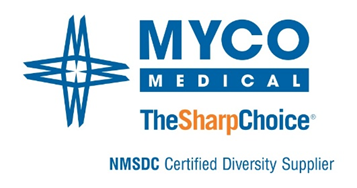 MYCO
MEDICAL
TheSharpChoice®
NMSDC Certified Diversity Supplier